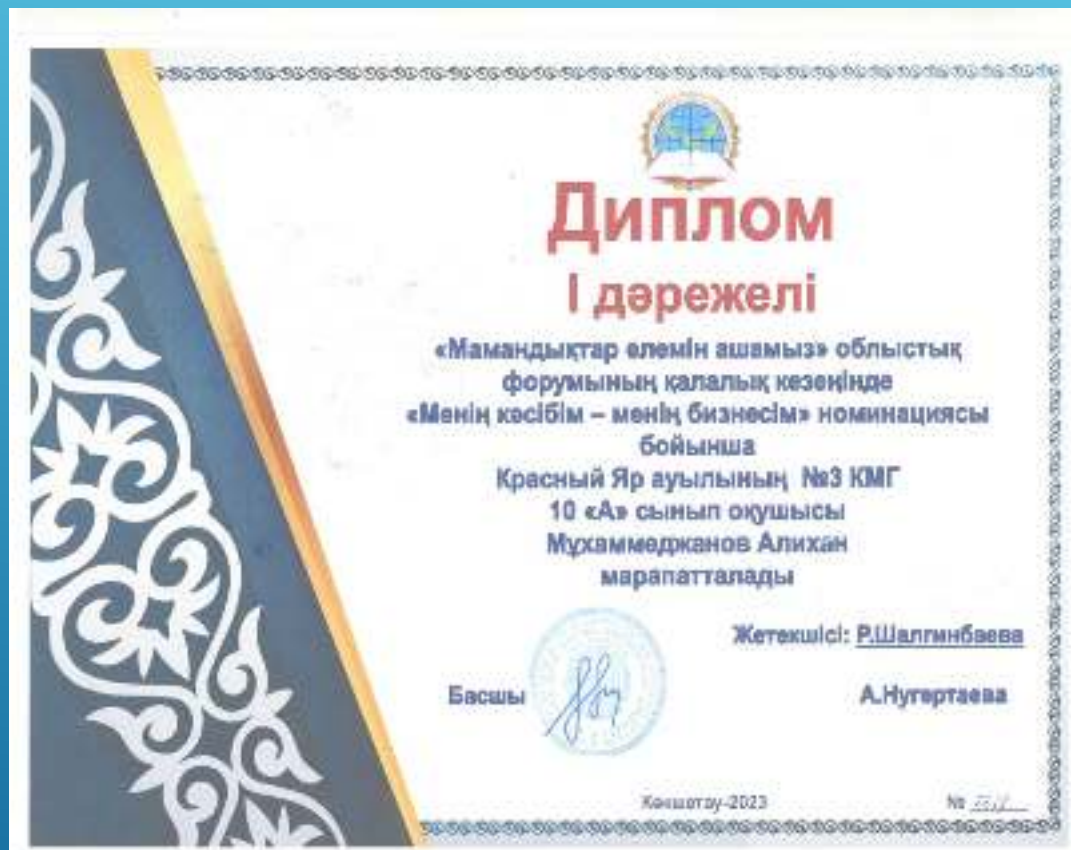 Диплом
І дәрежелі
«Мамандықтар әлемін ашамыз» облыстық
форумының қалалық кезеңінде
«Менің кәсібім – менің бизнесім» номинациясы
бойынша
Красный Яр ауылының №3 КМГ
10 «А» сынып оқушысы
Мұхаммеджанов Алихан
марапатталады
Жетекшісі: Р.Шалгинбаева
Басшы
А.Нугертаева
Көкшетау-2023
№